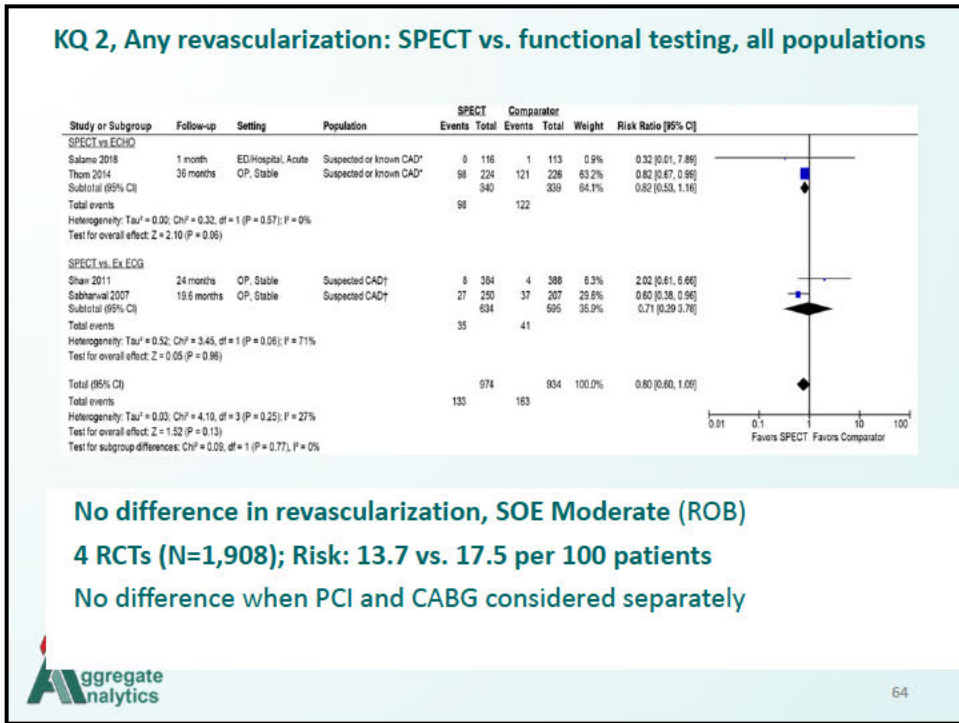 KQ 2, Any revascularization: SPECT vs. functional testing, all populations
SPECT Comparator
Study or Subgroup Follow-up Setting Population Events Total Events Total Weight Risk Ratio [95% CI]
SPECT vs ECHO
Salame 2018 1 month ED/Hospital, Acute Suspected or known CAD* 0 116 1 113 0.9% 0.32 [0.01, 7.89]
Thom 2014 36 months OP, Stable Suspected or known CAD* 98 224 121 226 63.2% 0.82 [0.67, 0.99]
Subtotal (95% CI) 340 339 64.1% 0.82 [0.53, 1.16]
Total events 98 122
Heterogeneity: Tau² = 0.00; Chi² = 0.32, df = 1 (P = 0.57); I² = 0%
Test for overall effect: Z = 2.10 (P = 0.06)
SPECT vs. Ex ECG
Shaw 2011 24 months OP, Stable Suspected CAD† 8 384 4 388 6.3% 2.02 [0.61, 6.66]
Sabharwal 2007 19.6 months OP, Stable Suspected CAD† 27 250 37 207 29.6% 0.60 [0.38, 0.96]
Subtotal (95% CI) 634 595 35.9% 0.71 [0.29 3.78]
Total events 35 41
Heterogeneity: Tau² = 0.52; Chi² = 3.45, df = 1 (P = 0.06); I² = 71%
Test for overall effect: Z = 0.05 (P = 0.96)
Total (95% CI) 974 934 100.0% 0.80 [0.60, 1.09]
Total events 133 163
Heterogeneity: Tau² = 0.03; Chi² = 4.10, df = 3 (P = 0.25); I² = 27%
Test for overall effect: Z = 1.52 (P = 0.13)
Test for subgroup differences: Chi² = 0.09, df = 1 (P = 0.77), I² = 0%
0.01 0.1 1 10 100
Favors SPECT Favors Comparator
No difference in revascularization, SOE Moderate (ROB)
4 RCTs (N=1,908); Risk: 13.7 vs. 17.5 per 100 patients
No difference when PCI and CABG considered separately
Aggregate
Analytics
64